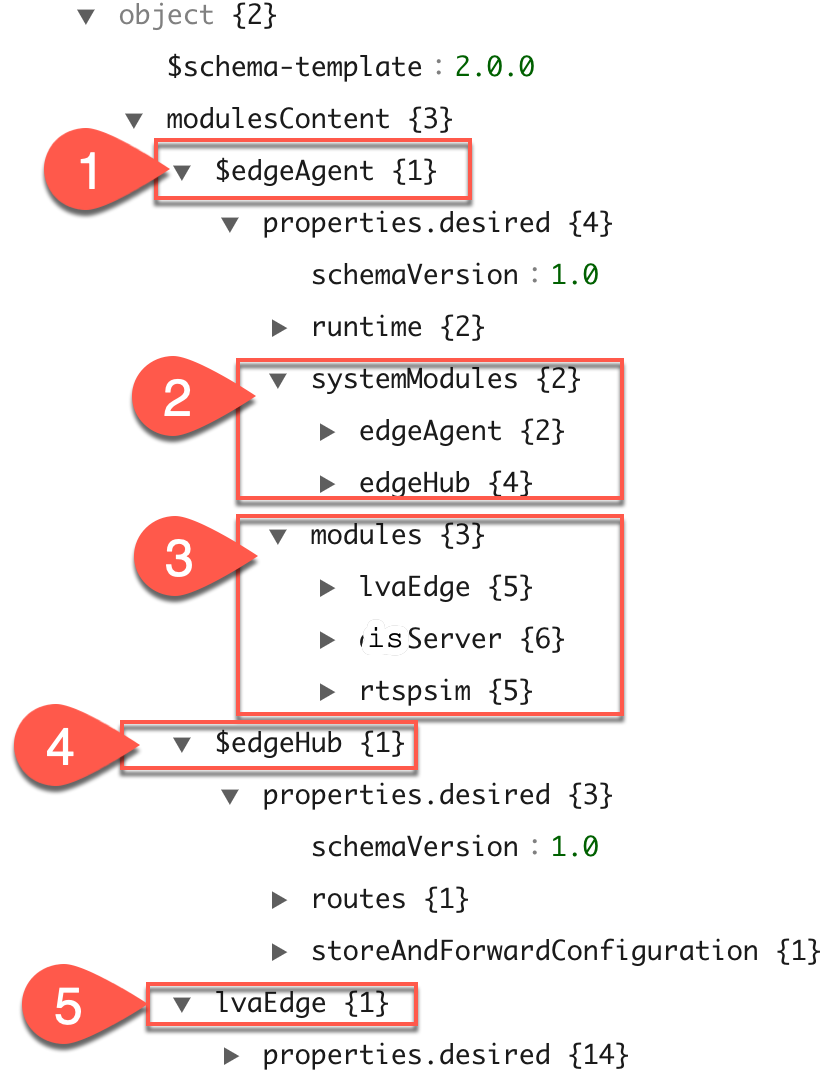 object {2}
$schema-template : 2.0.0
modulesContent {3}
1 $edgeAgent {1}
properties.desired {4}
schemaVersion : 1.0
runtime {2}
2 systemModules {2}
edgeAgent {2}
edgeHub {4}
3 modules {3}
lvaEdge {5}
isServer {6}
rtspsim {5}
4 $edgeHub {1}
properties.desired {3}
schemaVersion : 1.0
routes {1}
storeAndForwardConfiguration {1}
5 lvaEdge {1}
properties.desired {14}